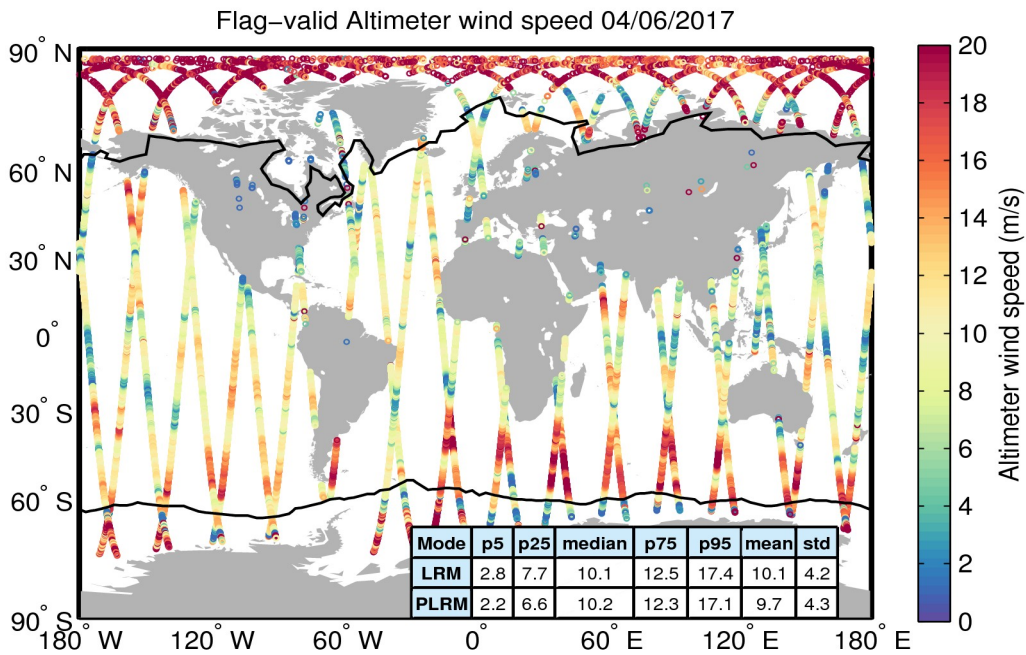 Flag−valid Altimeter wind speed 04/06/2017
90° N
60° N
30° N
0°
30° S
60° S
90° S
180° W
120° W
60° W
0°
60° E
120° E
180° E
Mode p5 p25 median p75 p95 mean std
LRM 2.8 7.7 10.1 12.5 17.4 10.1 4.2
PLRM 2.2 6.6 10.2 12.3 17.1 9.7 4.3
20
18
16
14
12
10
8
6
4
2
0
Altimeter wind speed (m/s)